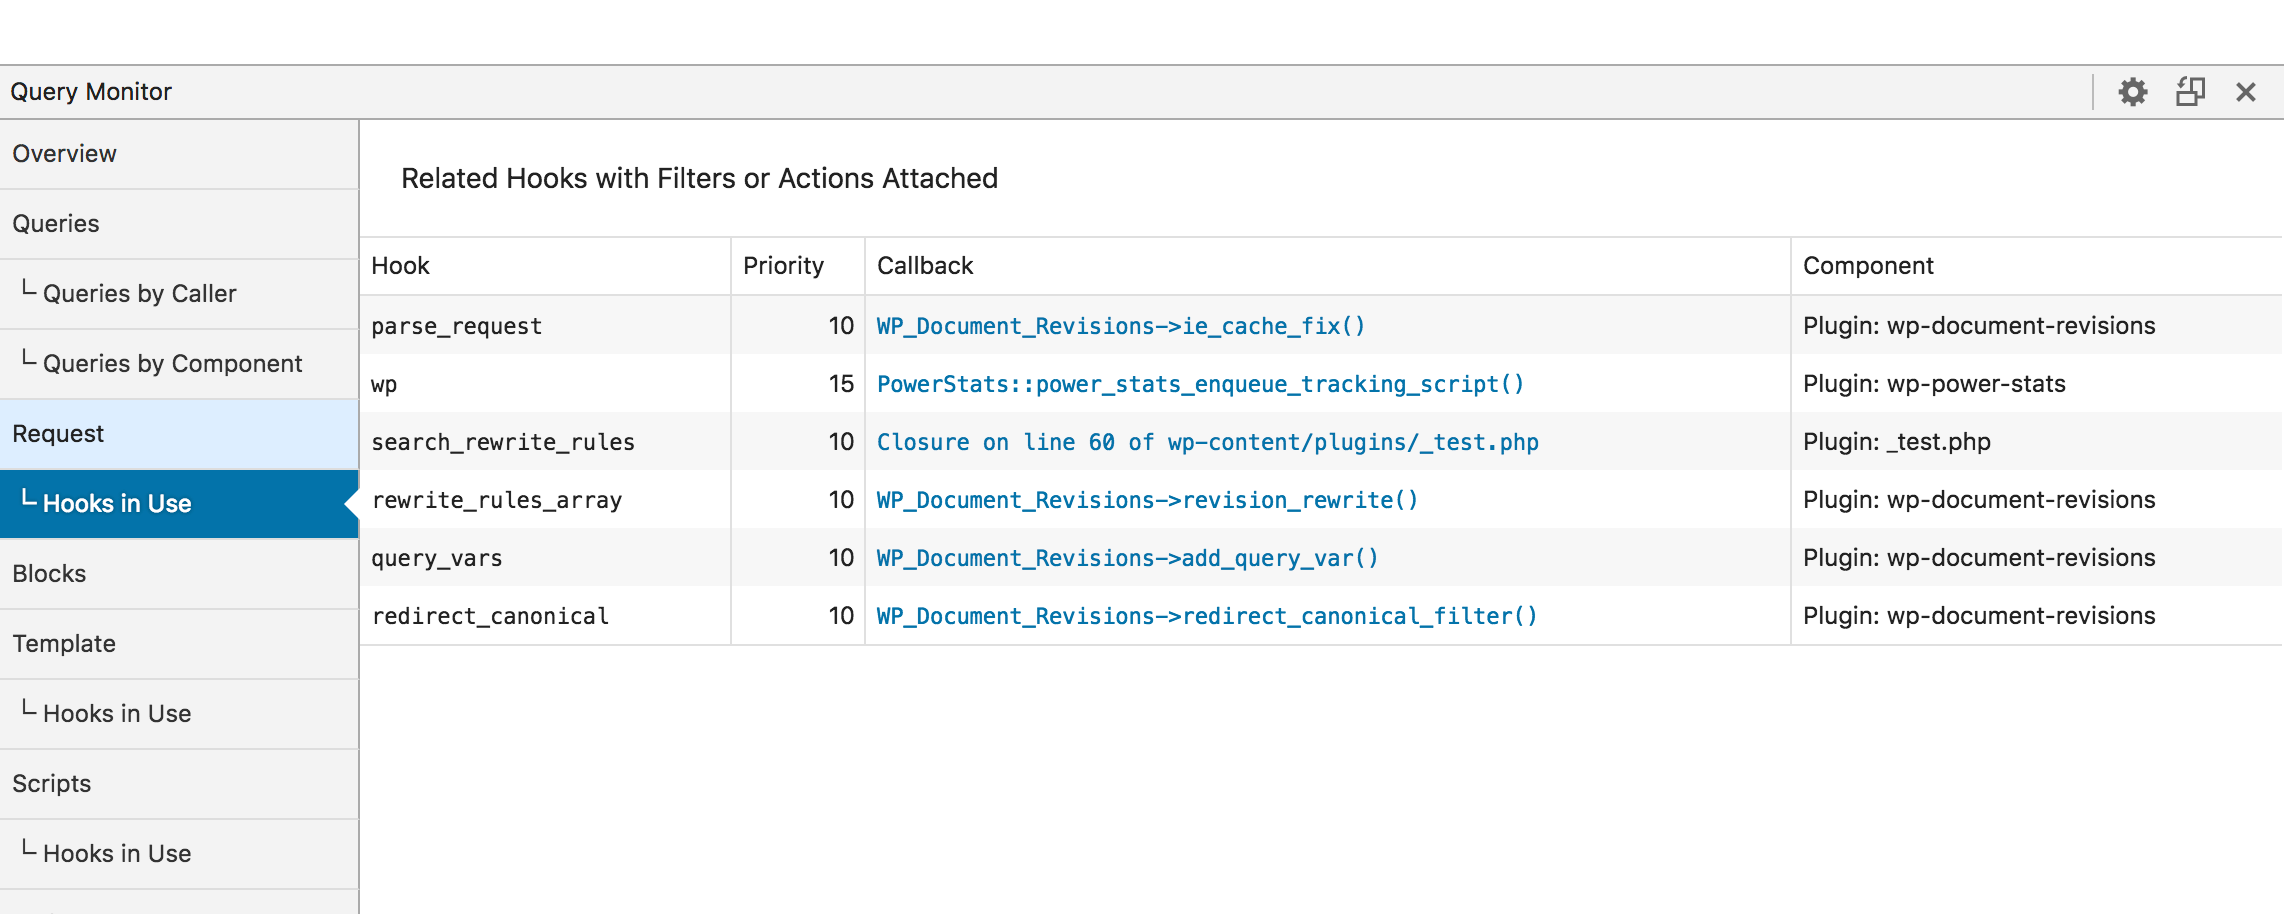 Query Monitor
Overview
Queries
Queries by Caller
Queries by Component
Request
Hooks in Use
Blocks
Template
Hooks in Use
Scripts
Hooks in Use
Related Hooks with Filters or Actions Attached
Hook Priority Callback Component
parse_request 10 WP_Document_Revisions->ie_cache_fix() Plugin: wp-document-revisions
wp 15 PowerStats::power_stats_enqueue_tracking_script() Plugin: wp-power-stats
search_rewrite_rules 10 Closure on line 60 of wp-content/plugins/_test.php Plugin: _test.php
rewrite_rules_array 10 WP_Document_Revisions->revision_rewrite() Plugin: wp-document-revisions
query_vars 10 WP_Document_Revisions->add_query_var() Plugin: wp-document-revisions
redirect_canonical 10 WP_Document_Revisions->redirect_canonical_filter() Plugin: wp-document-revisions